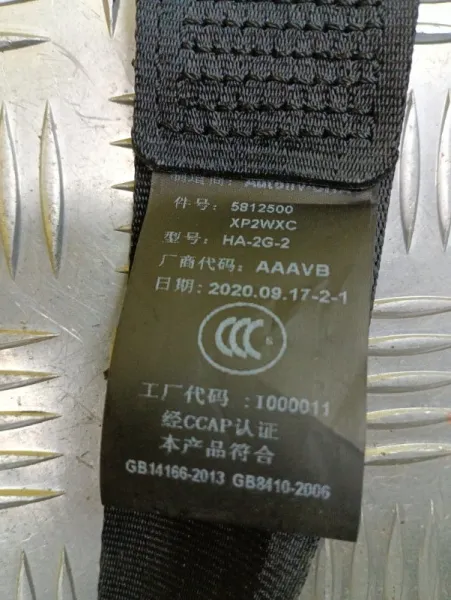 件号: 5812500
XP2WXC
型号: HA-2G-2
厂商代码: AAAVB
日期: 2020.09.17-2-1
CCC S
工厂代码 :I000011
经CCAP认证
本产品符合
GB14166-2013 GB8410-2006